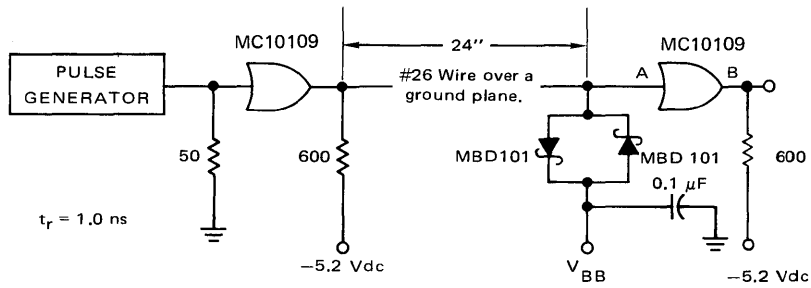 MC10109
24"
MC10109
PULSE
GENERATOR
#26 Wire over a
ground plane.
A
B
50
600
MBD101
MBD 101
600
0.1 μF
t_r = 1.0 ns
−5.2 Vdc
V_BB
−5.2 Vdc